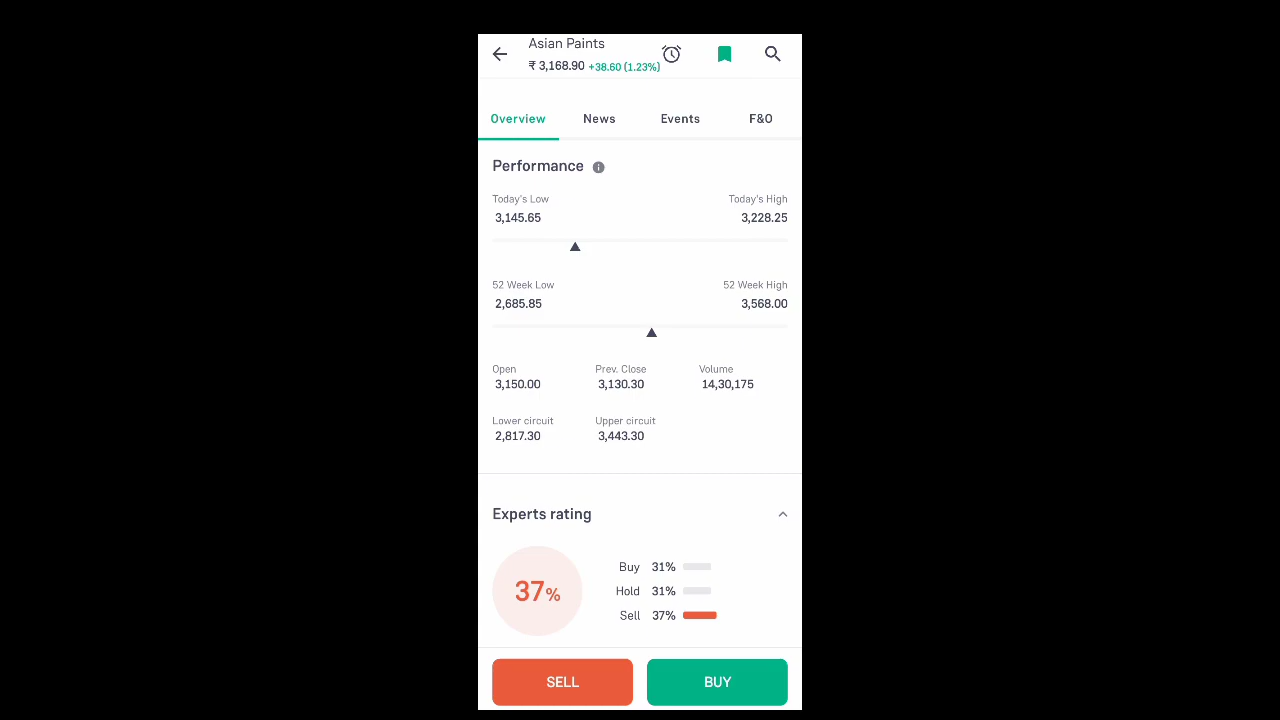 Asian Paints
₹ 3,168.90 +38.60 (1.23%)
Overview News Events F&O
Performance
Today's Low Today's High
3,145.65 3,228.25
52 Week Low 52 Week High
2,685.85 3,568.00
Open Prev. Close Volume
3,150.00 3,130.30 14,30,175
Lower circuit Upper circuit
2,817.30 3,443.30
Experts rating
37%
Buy 31%
Hold 31%
Sell 37%
SELL BUY